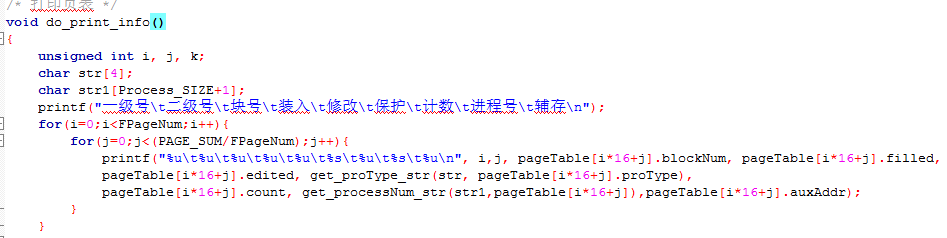 /* 打印页表 */
void do_print_info()
{
unsigned int i, j, k;
char str[4];
char str1[Process_SIZE+1];
printf("一级号\t二级号\t块号\t装入\t修改\t保护\t计数\t进程号\t辅存\n");
for(i=0;i<FPageNum;i++){
for(j=0;j<(PAGE_SUM/FPageNum);j++){
printf("%u\t%u\t%u\t%u\t%u\t%s\t%u\t%s\t%u\n", i,j, pageTable[i*16+j].blockNum, pageTable[i*16+j].filled,
pageTable[i*16+j].edited, get_proType_str(str, pageTable[i*16+j].proType),
pageTable[i*16+j].count, get_processNum_str(str1,pageTable[i*16+j]),pageTable[i*16+j].auxAddr);
}
}